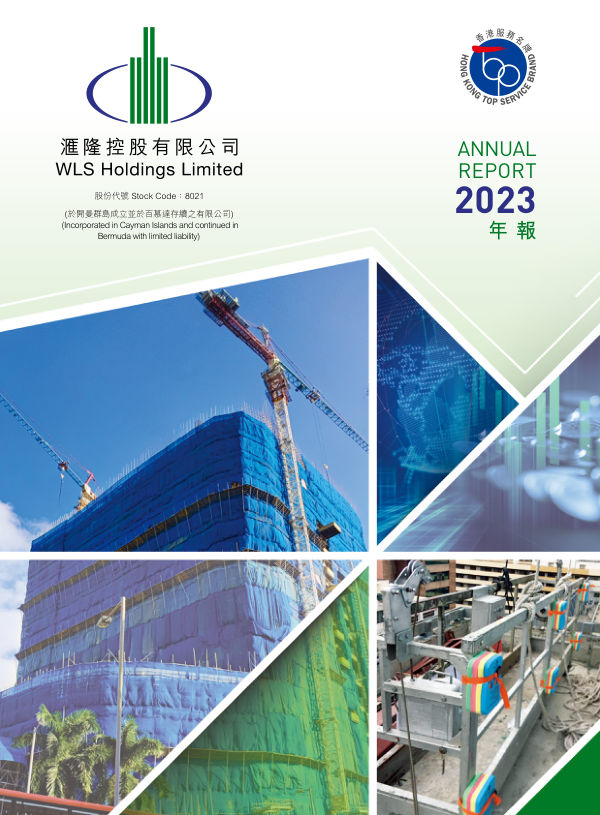 滙隆控股有限公司
WLS Holdings Limited
股份代號 Stock Code：8021
(於開曼群島成立並於百慕達存續之有限公司)
(Incorporated in Cayman Islands and continued in
Bermuda with limited liability)
香港服務名牌
top
HONG KONG TOP SERVICE BRAND
ANNUAL
REPORT
2023
年報